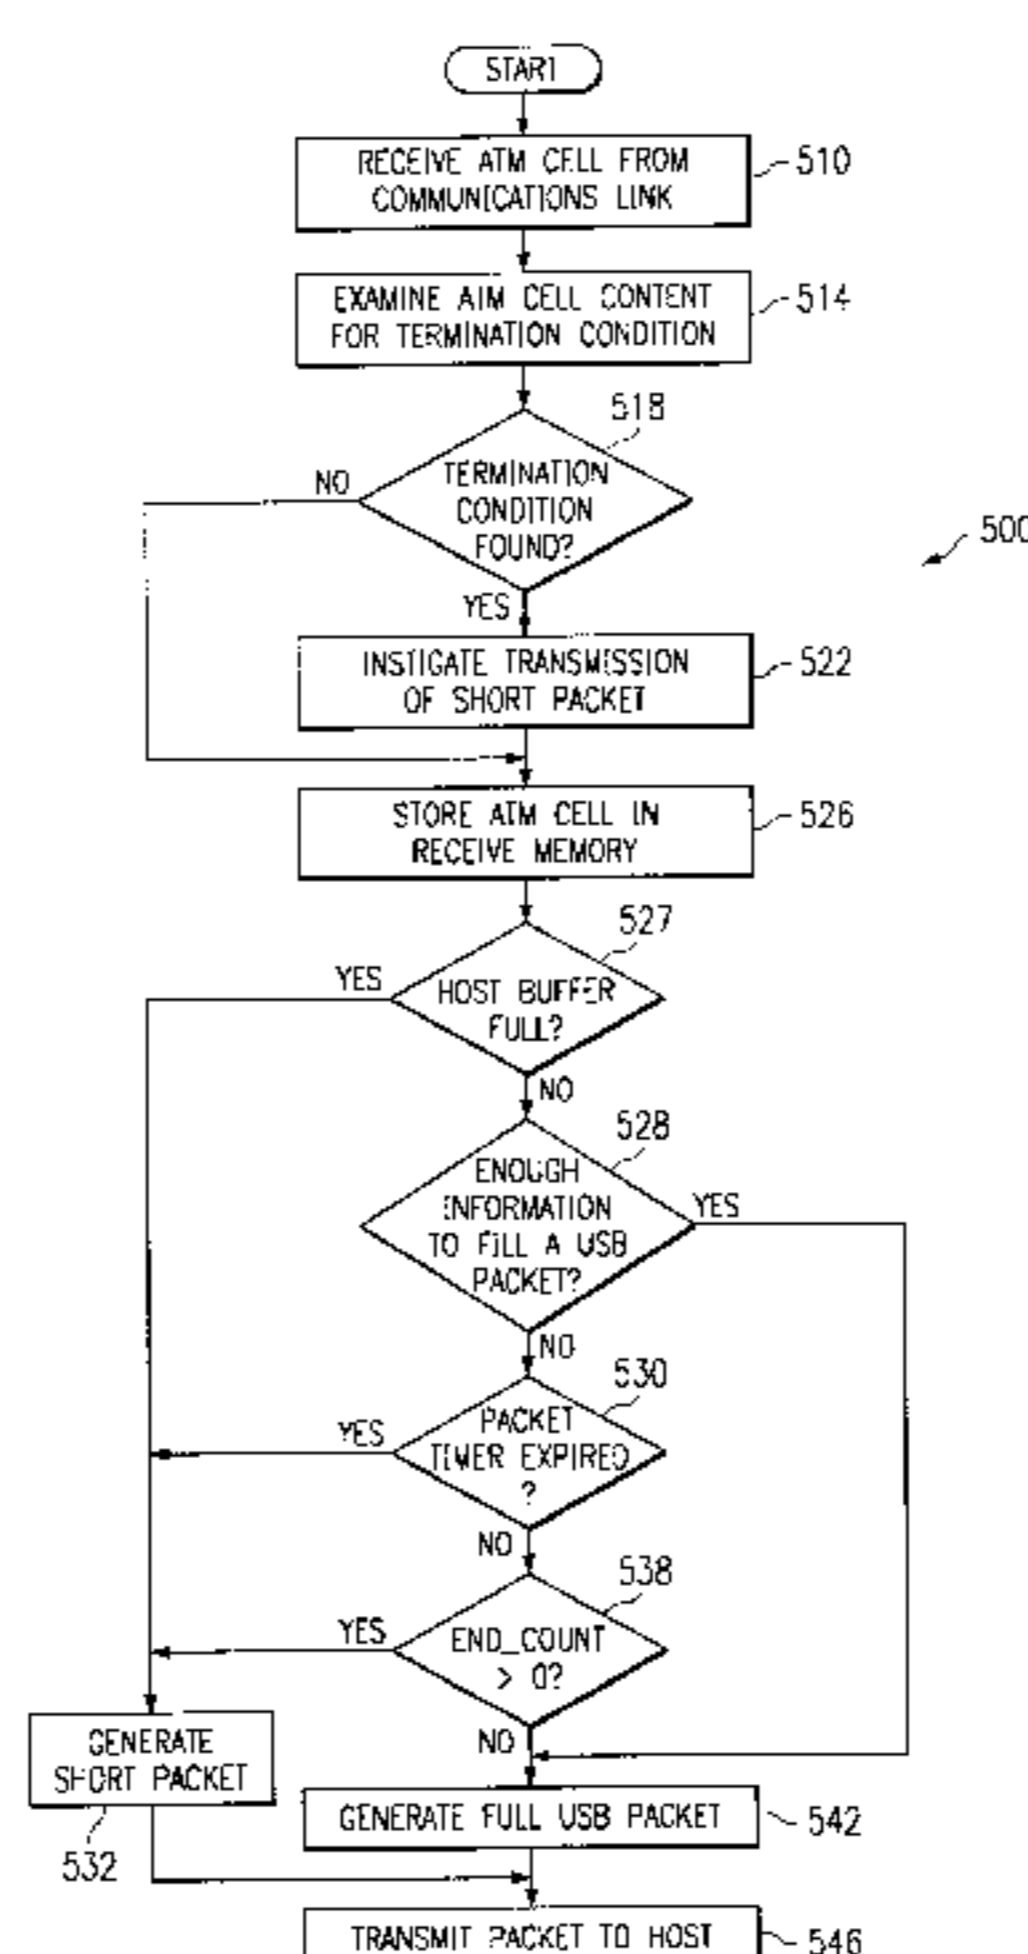 START
RECEIVE ATM CELL FROM
COMMUNICATIONS LINK
510
EXAMINE ATM CELL CONTENT
FOR TERMINATION CONDITION
514
518
TERMINATION
CONDITION
FOUND?
NO
500
YES
INSTIGATE TRANSMISSION
OF SHORT PACKET
522
STORE ATM CELL IN
RECEIVE MEMORY
526
527
YES
HOST BUFFER
FULL?
NO
528
ENOUGH
INFORMATION
TO FILL A USB
PACKET?
YES
NO
530
YES
PACKET
TIMER EXPIRED
?
NO
538
YES
END_COUNT
> 0?
NO
GENERATE
SHORT PACKET
532
GENERATE FULL USB PACKET
542
TRANSMIT PACKET TO HOST
546